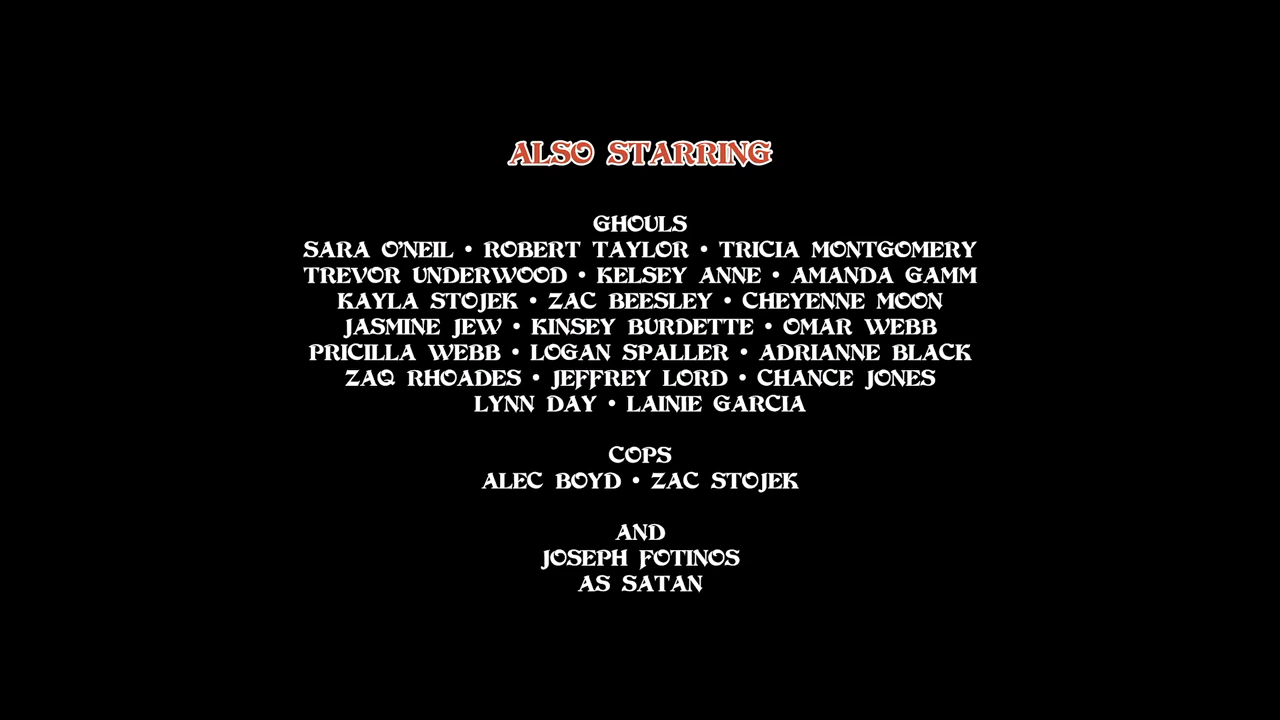 ALSO STARRING
GHOULS
SARA O'NEIL • ROBERT TAYLOR • TRICIA MONTGOMERY
TREVOR UNDERWOOD • KELSEY ANNE • AMANDA GAMM
KAYLA STOJEK • ZAC BEESLEY • CHEYENNE MOON
JASMINE JEW • KINSEY BURDETTE • OMAR WEBB
PRICILLA WEBB • LOGAN SPALLER • ADRIANNE BLACK
ZAQ RHOADES • JEFFREY LORD • CHANCE JONES
LYNN DAY • LAINIE GARCIA
COPS
ALEC BOYD • ZAC STOJEK
AND
JOSEPH FOTINOS
AS SATAN